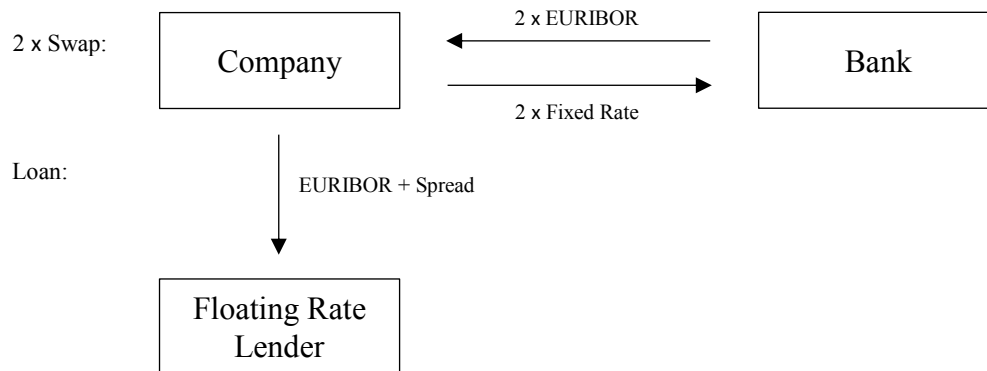 2 x EURIBOR
2 x Swap:
Company
Bank
2 x Fixed Rate
Loan:
EURIBOR + Spread
Floating Rate
Lender